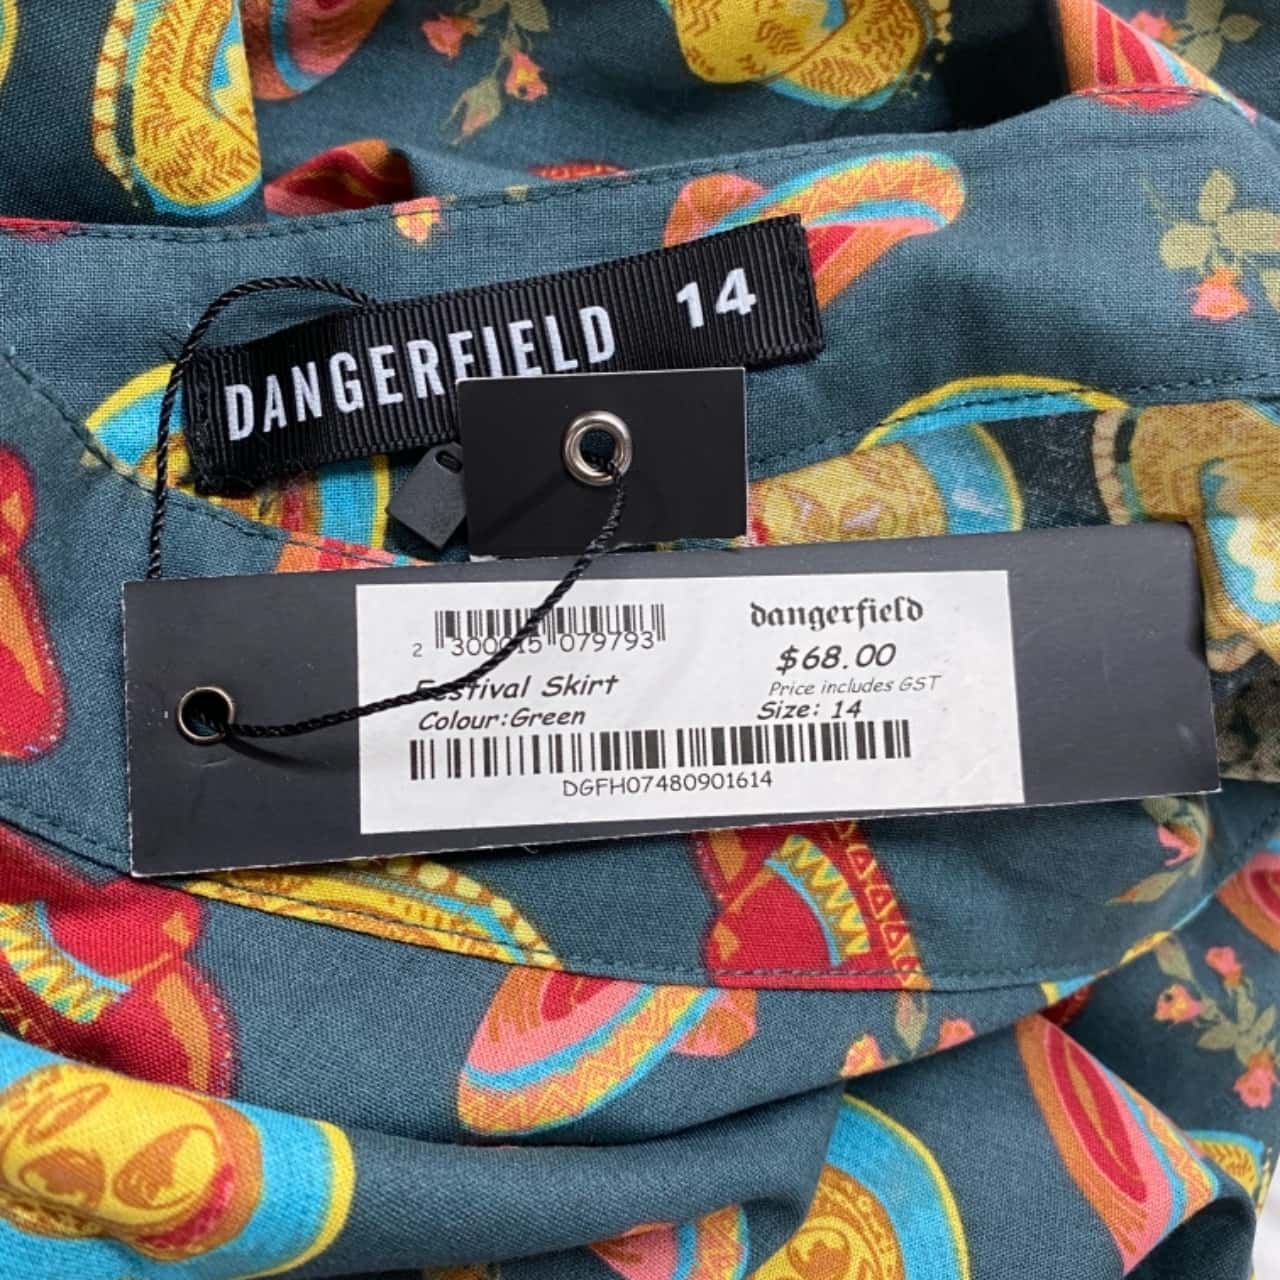 DANGERFIELD 14
dangerfield
2 300015 079793
$68.00
Festival Skirt
Price includes GST
Colour:Green
Size: 14
DGFH07480901614